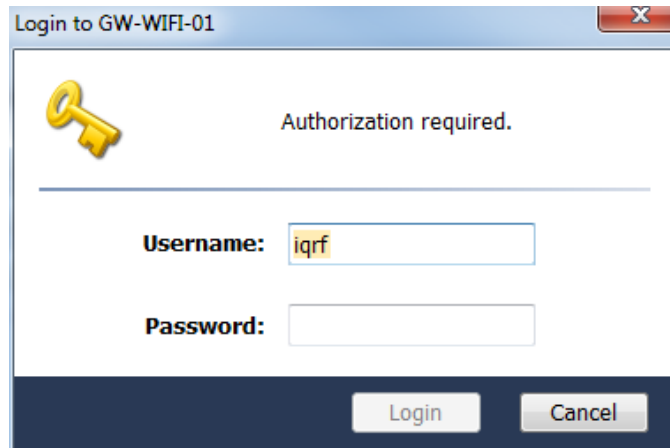 Login to GW-WIFI-01
Authorization required.
Username: iqrf
Password:
Login Cancel